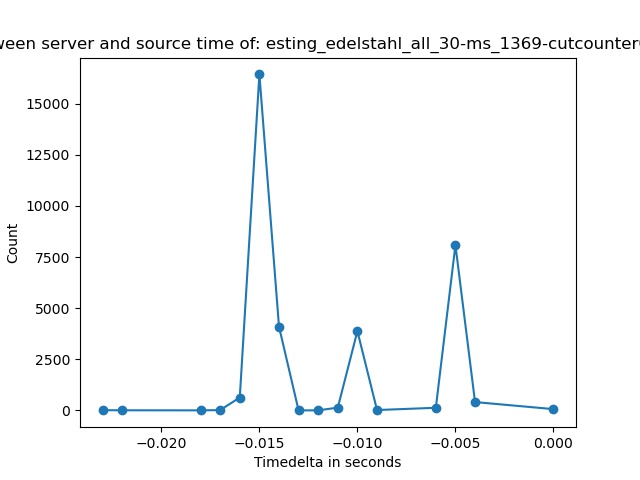 ween server and source time of: esting_edelstahl_all_30-ms_1369-cutcounter
15000
12500
10000
7500
5000
2500
0
Count
−0.020 −0.015 −0.010 −0.005 0.000
Timedelta in seconds